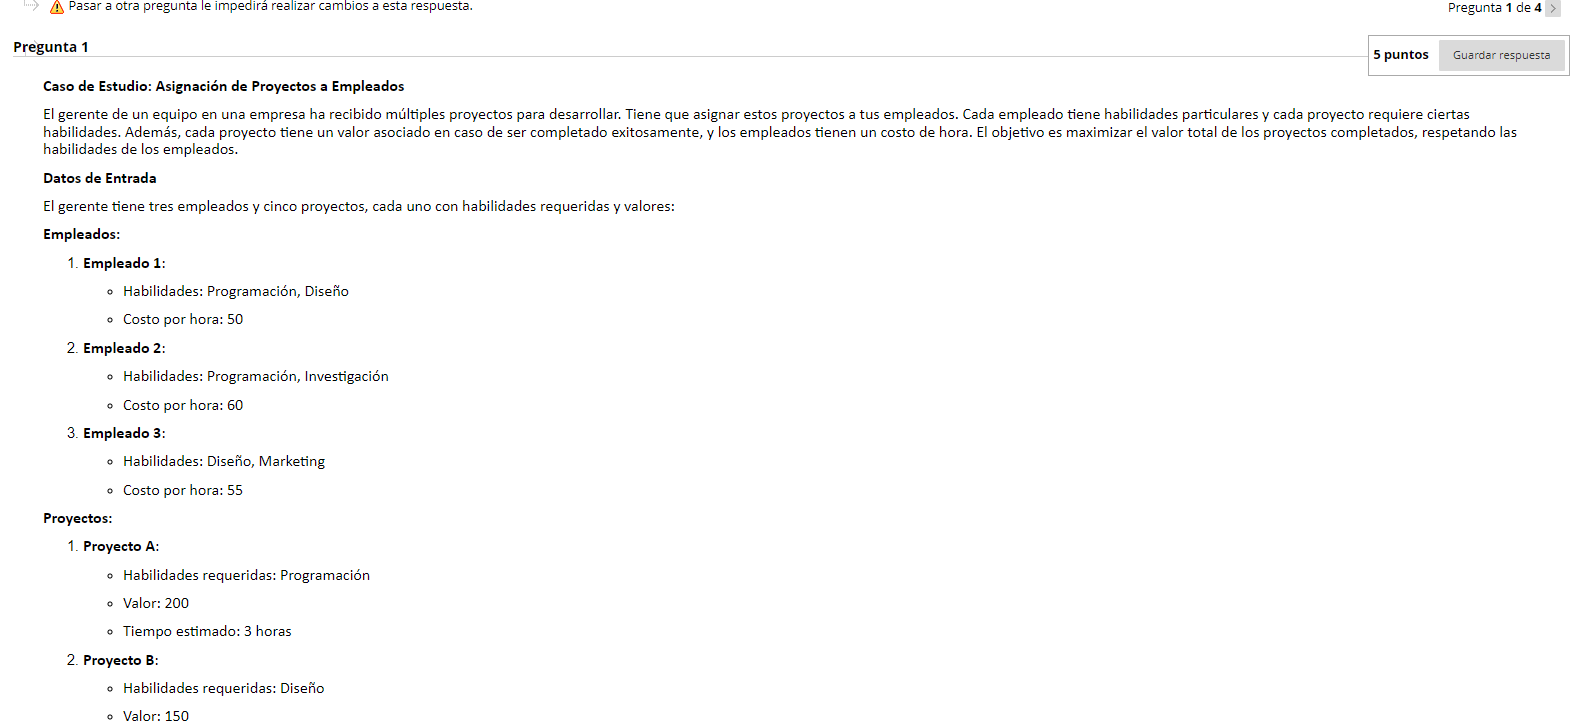 Pasar a otra pregunta le impedirá realizar cambios a esta respuesta.
Pregunta 1 de 4 >
Pregunta 1
5 puntos
Guardar respuesta
Caso de Estudio: Asignación de Proyectos a Empleados
El gerente de un equipo en una empresa ha recibido múltiples proyectos para desarrollar. Tiene que asignar estos proyectos a tus empleados. Cada empleado tiene habilidades particulares y cada proyecto requiere ciertas
habilidades. Además, cada proyecto tiene un valor asociado en caso de ser completado exitosamente, y los empleados tienen un costo de hora. El objetivo es maximizar el valor total de los proyectos completados, respetando las
habilidades de los empleados.
Datos de Entrada
El gerente tiene tres empleados y cinco proyectos, cada uno con habilidades requeridas y valores:
Empleados:
1. Empleado 1:
◦ Habilidades: Programación, Diseño
◦ Costo por hora: 50
2. Empleado 2:
◦ Habilidades: Programación, Investigación
◦ Costo por hora: 60
3. Empleado 3:
◦ Habilidades: Diseño, Marketing
◦ Costo por hora: 55
Proyectos:
1. Proyecto A:
◦ Habilidades requeridas: Programación
◦ Valor: 200
◦ Tiempo estimado: 3 horas
2. Proyecto B:
◦ Habilidades requeridas: Diseño
◦ Valor: 150